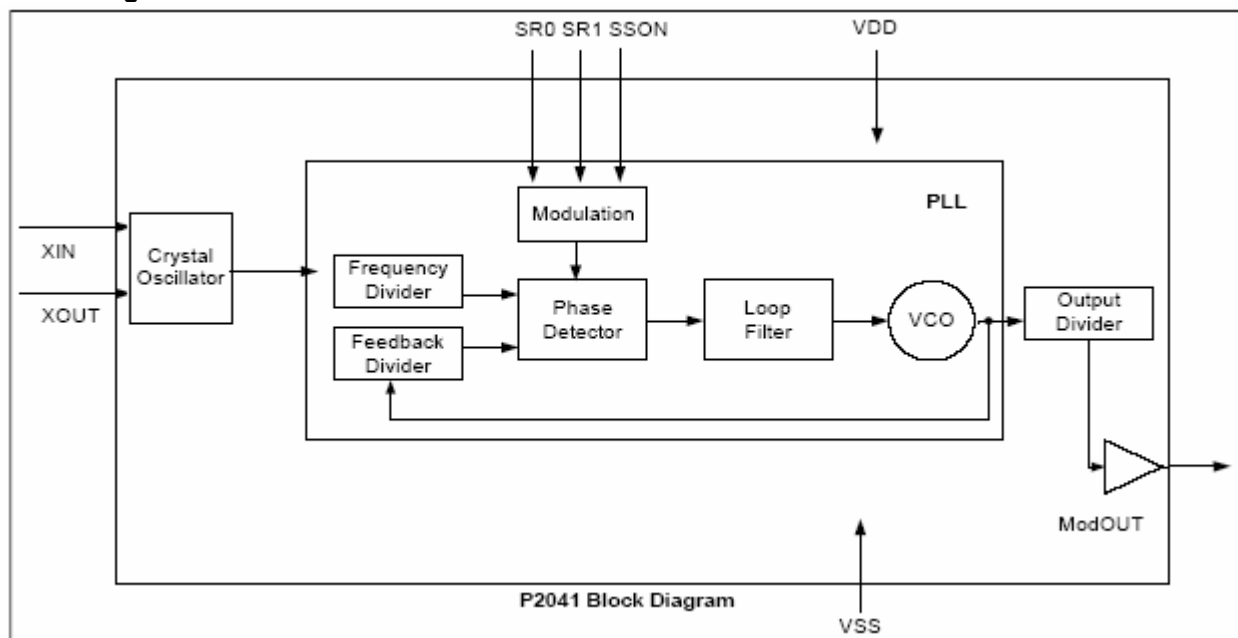 SR0 SR1 SSON
VDD
PLL
Modulation
XIN
XOUT
Crystal
Oscillator
Frequency
Divider
Feedback
Divider
Phase
Detector
Loop
Filter
VCO
Output
Divider
ModOUT
P2041 Block Diagram
VSS